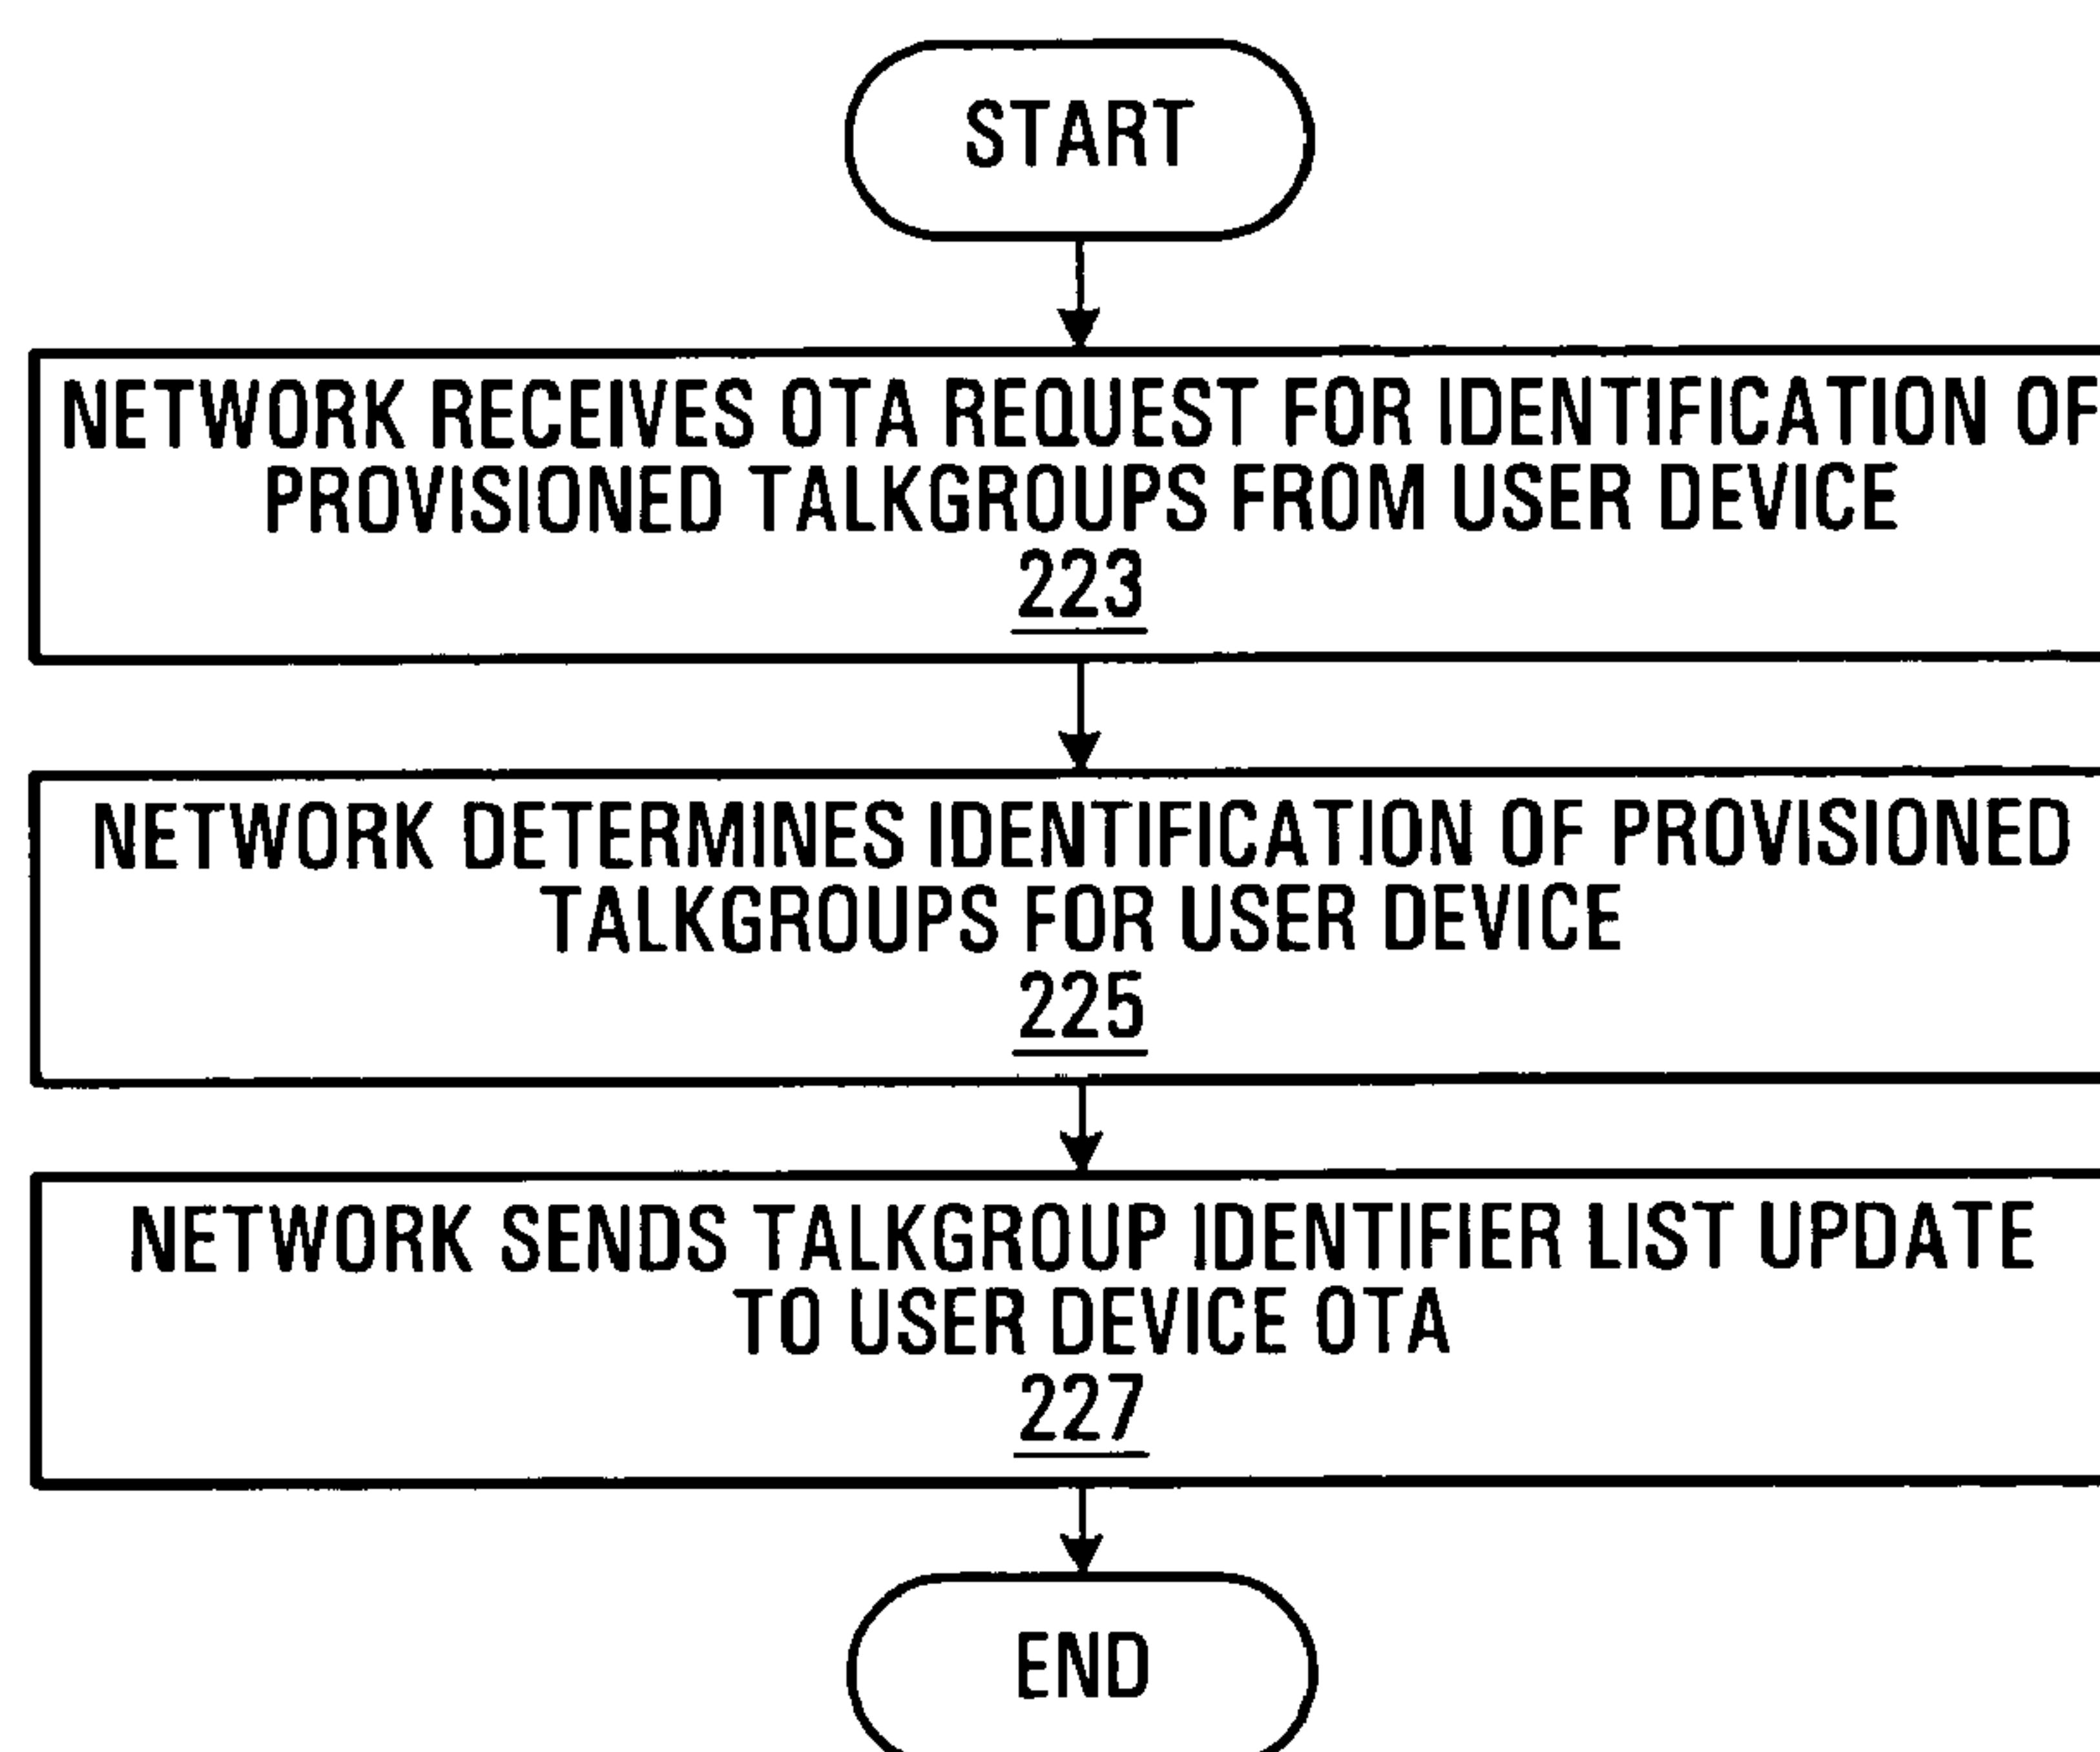 START
NETWORK RECEIVES OTA REQUEST FOR IDENTIFICATION OF
PROVISIONED TALKGROUPS FROM USER DEVICE
223
NETWORK DETERMINES IDENTIFICATION OF PROVISIONED
TALKGROUPS FOR USER DEVICE
225
NETWORK SENDS TALKGROUP IDENTIFIER LIST UPDATE
TO USER DEVICE OTA
227
END